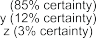 (85% certainty)
y (12% certainty)
z (3% certainty)